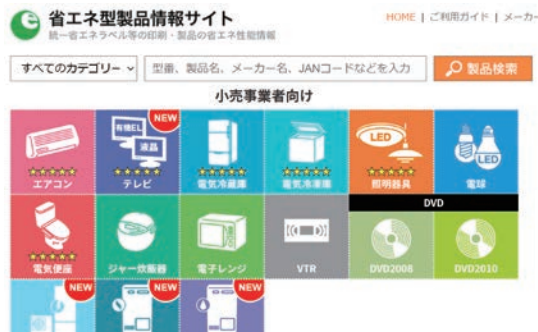 省エネ型製品情報サイト
統一省エネラベル等の印刷・製品の省エネ性能情報
HOME | ご利用ガイド | メーカー
すべてのカテゴリー
型番、製品名、メーカー名、JANコードなどを入力
製品検索
小売事業者向け
エアコン
有機EL
液晶
NEW
テレビ
電気冷蔵庫
電気冷凍庫
LED
照明器具
LED
電球
電気便座
ジャー炊飯器
電子レンジ
VTR
DVD
DVD2008
DVD2010
NEW
NEW
NEW